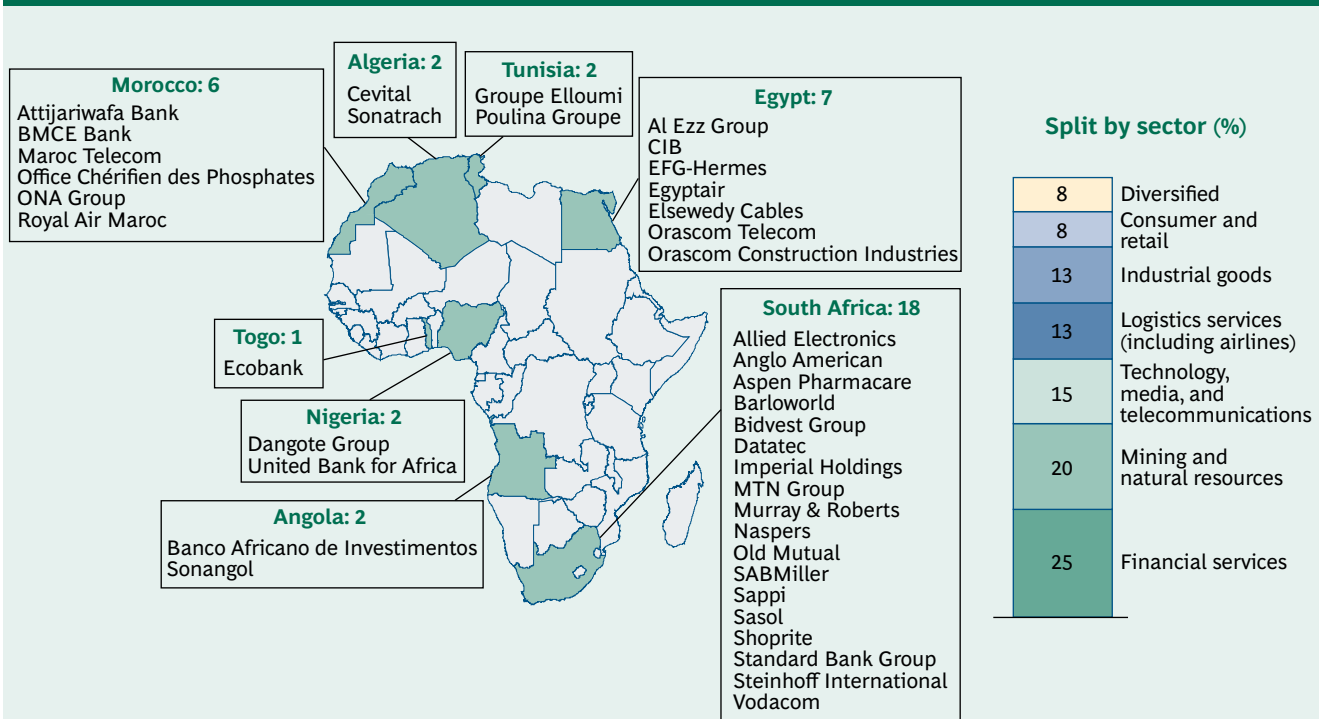 Morocco: 6
Attijariwafa Bank
BMCE Bank
Maroc Telecom
Office Chérifien des Phosphates
ONA Group
Royal Air Maroc
Algeria: 2
Cevital
Sonatrach
Tunisia: 2
Groupe Elloumi
Poulina Groupe
Egypt: 7
Al Ezz Group
CIB
EFG-Hermes
Egyptair
Elsewedy Cables
Orascom Telecom
Orascom Construction Industries
Togo: 1
Ecobank
Nigeria: 2
Dangote Group
United Bank for Africa
Angola: 2
Banco Africano de Investimentos
Sonangol
South Africa: 18
Allied Electronics
Anglo American
Aspen Pharmacare
Barloworld
Bidvest Group
Datatec
Imperial Holdings
MTN Group
Murray & Roberts
Naspers
Old Mutual
SABMiller
Sappi
Sasol
Shoprite
Standard Bank Group
Steinhoff International
Vodacom
Split by sector (%)
8 Diversified
8 Consumer and
retail
13 Industrial goods
13 Logistics services
(including airlines)
15 Technology,
media, and
telecommunications
20 Mining and
natural resources
25 Financial services